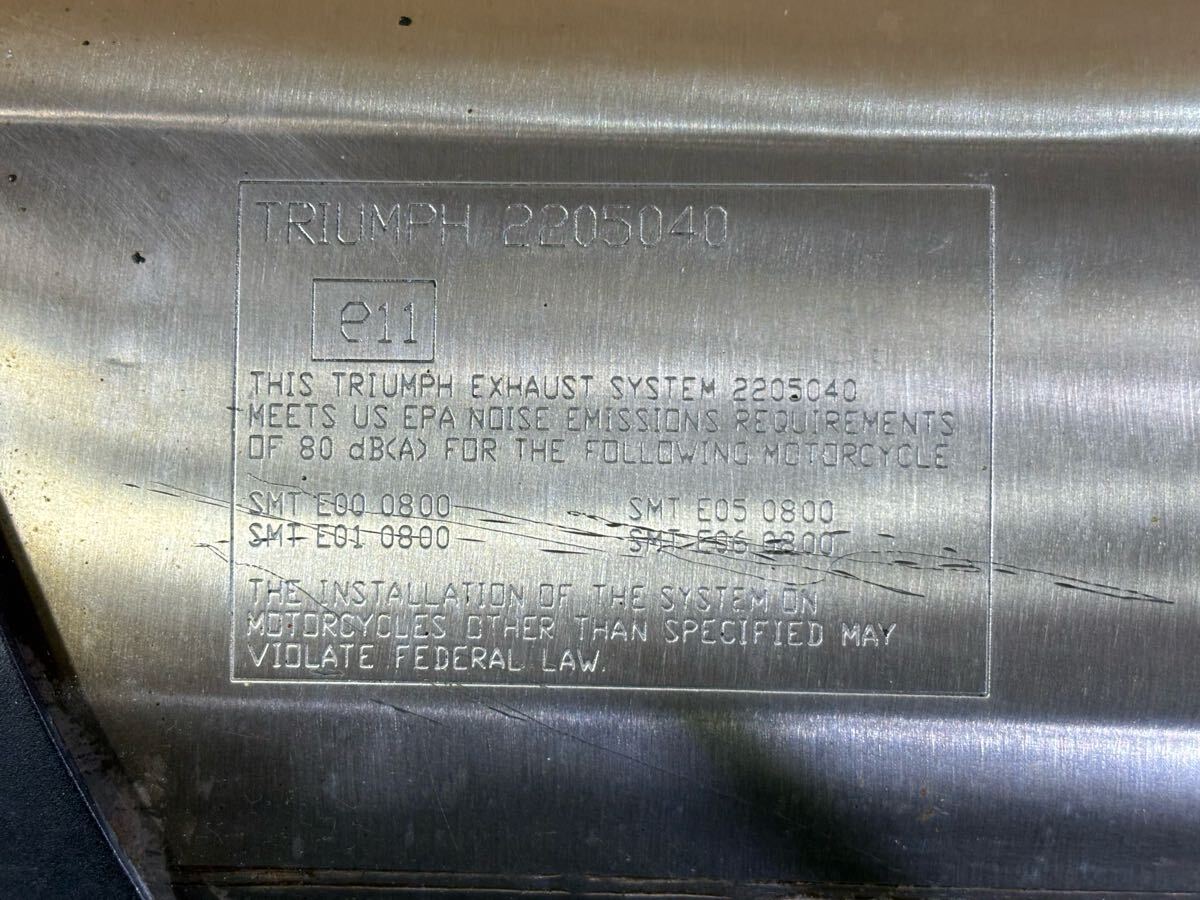 TRIUMPH 2205040
e11
THIS TRIUMPH EXHAUST SYSTEM 2205040
MEETS US EPA NOISE EMISSIONS REQUIREMENTS
OF 80 dB(A) FOR THE FOLLOWING MOTORCYCLE
SMT E00 0800 SMT E05 0800
SMT E01 0800 SMT E06 0800
THE INSTALLATION OF THE SYSTEM ON
MOTORCYCLES OTHER THAN SPECIFIED MAY
VIOLATE FEDERAL LAW.